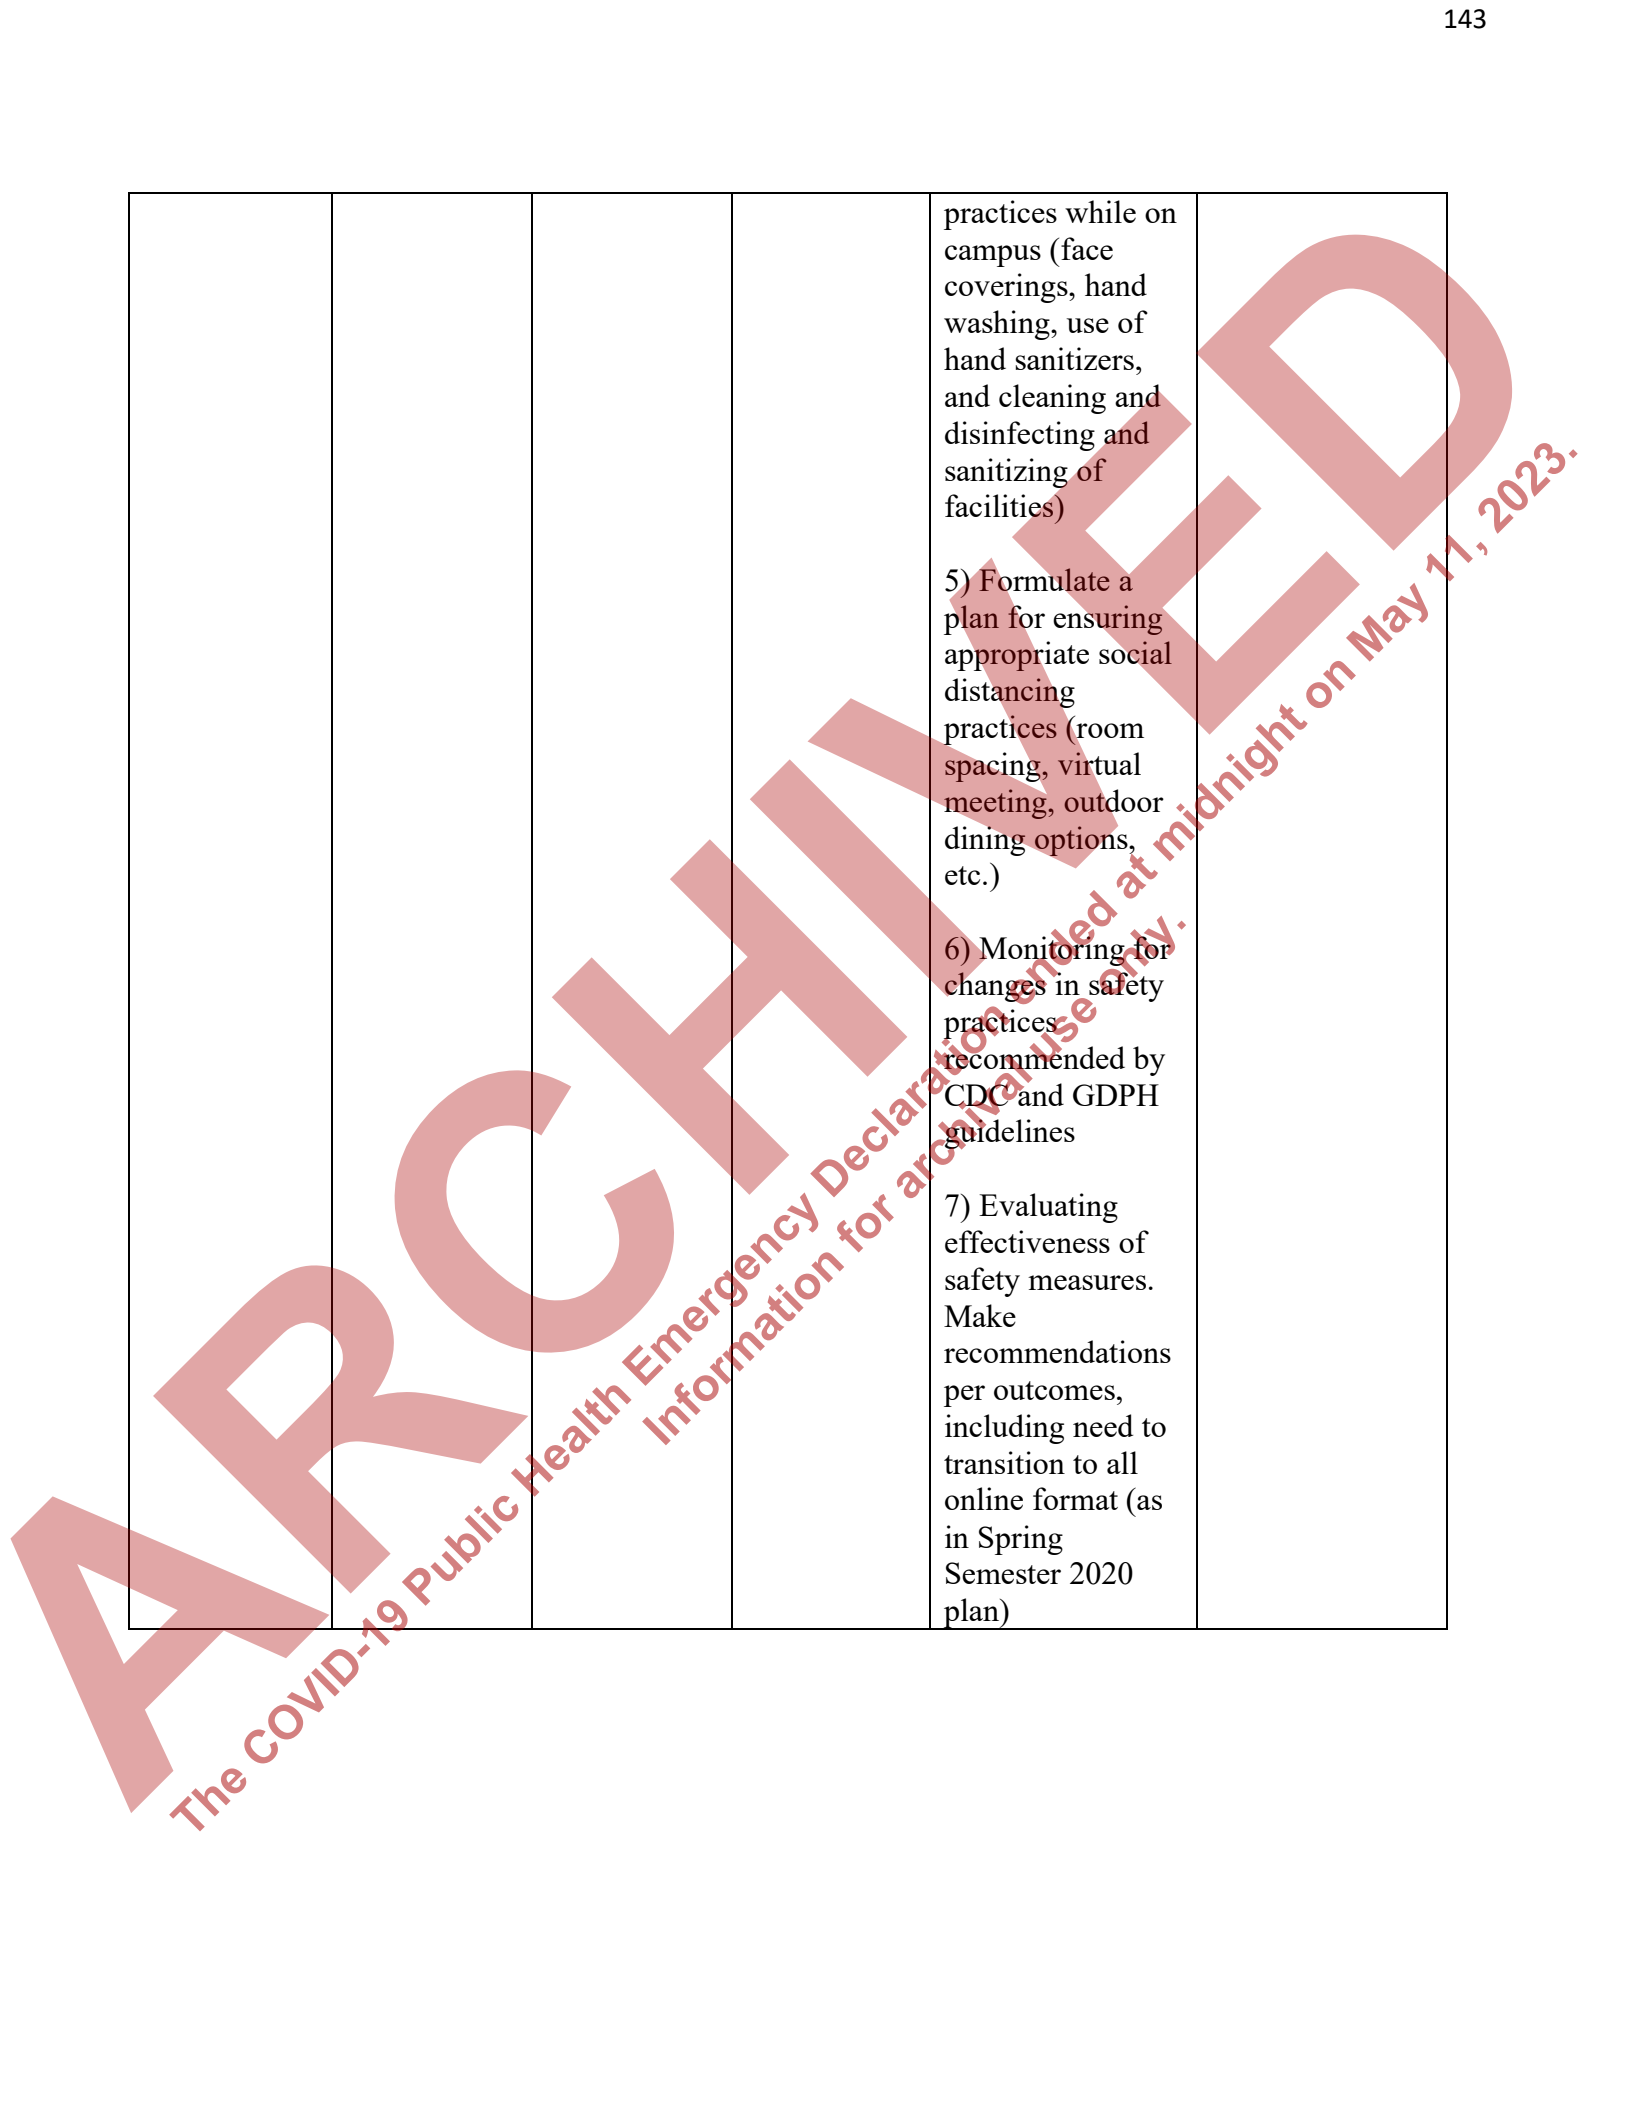 143
practices while on
campus (face
coverings, hand
washing, use of
hand sanitizers,
and cleaning and
disinfecting and
sanitizing of
facilities)
5) Formulate a
plan for ensuring
appropriate social
distancing
practices (room
spacing, virtual
meeting, outdoor
dining options,
etc.)
6) Monitoring for
changes in safety
practices
recommended by
CDC and GDPH
guidelines
7) Evaluating
effectiveness of
safety measures.
Make
recommendations
per outcomes,
including need to
transition to all
online format (as
in Spring
Semester 2020
plan)
ARCHIVED
The COVID-19 Public Health Emergency Declaration ended at midnight on May 11, 2023.
Information for archival use only.